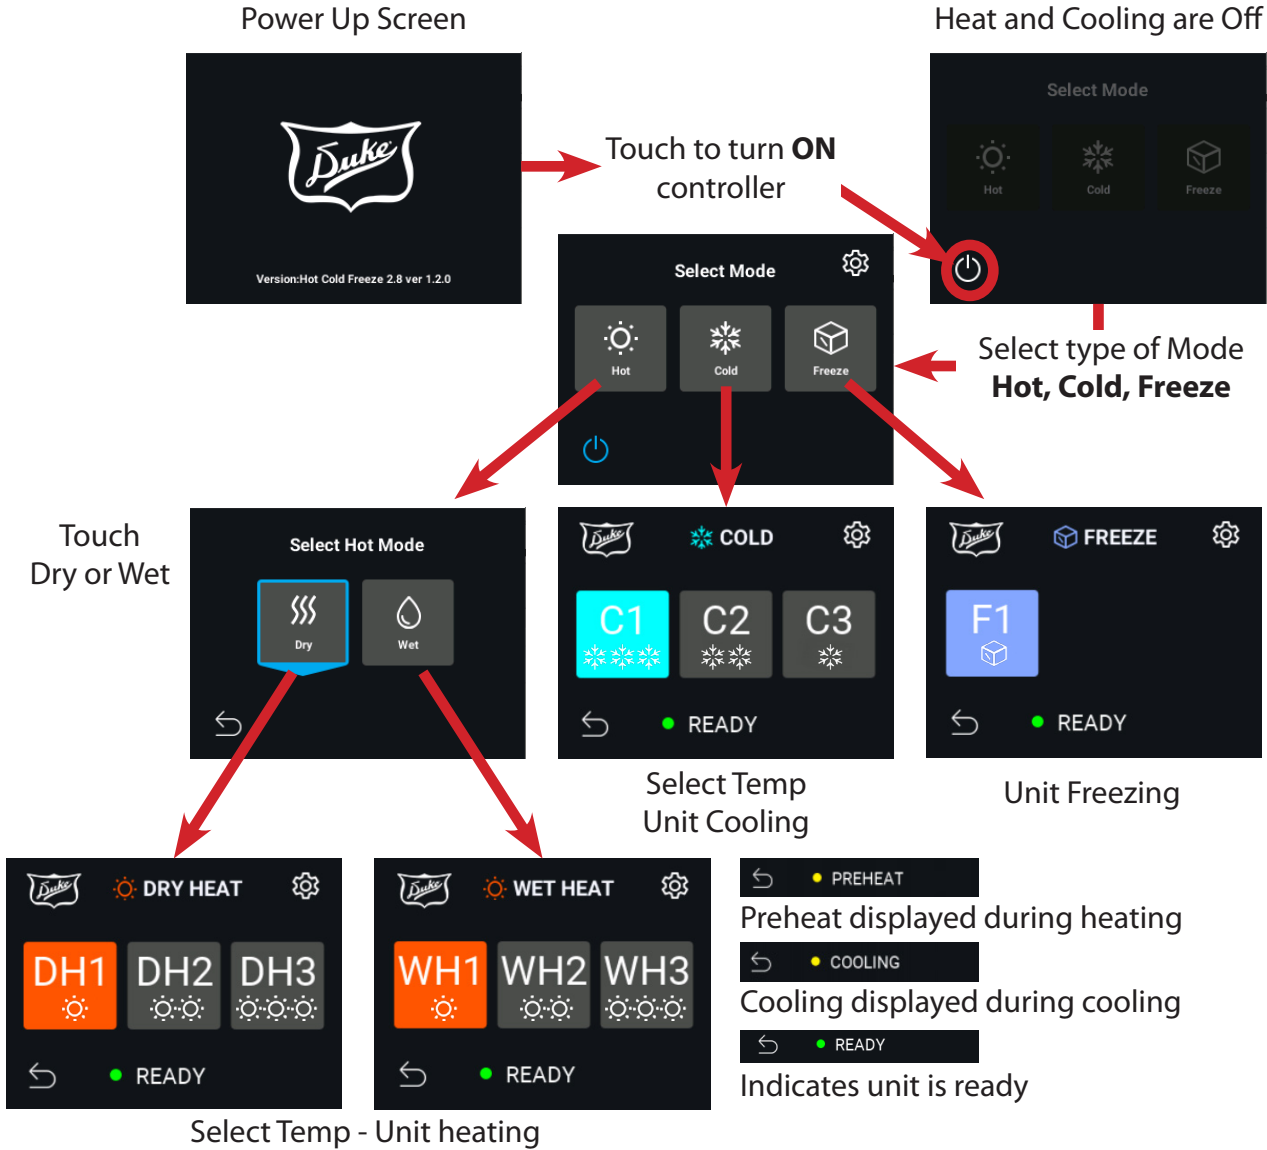 Power Up Screen
Heat and Cooling are Off
Duke
Version:Hot Cold Freeze 2.8 ver 1.2.0
Touch to turn ON
controller
Select Mode
Hot
Cold
Freeze
Select type of Mode
Hot, Cold, Freeze
Select Mode
Hot
Cold
Freeze
Touch
Dry or Wet
Select Hot Mode
Dry
Wet
Duke
COLD
C1
C2
C3
READY
Select Temp
Unit Cooling
Duke
FREEZE
F1
READY
Unit Freezing
Duke
DRY HEAT
DH1
DH2
DH3
READY
Duke
WET HEAT
WH1
WH2
WH3
READY
Select Temp - Unit heating
PREHEAT
Preheat displayed during heating
COOLING
Cooling displayed during cooling
READY
Indicates unit is ready